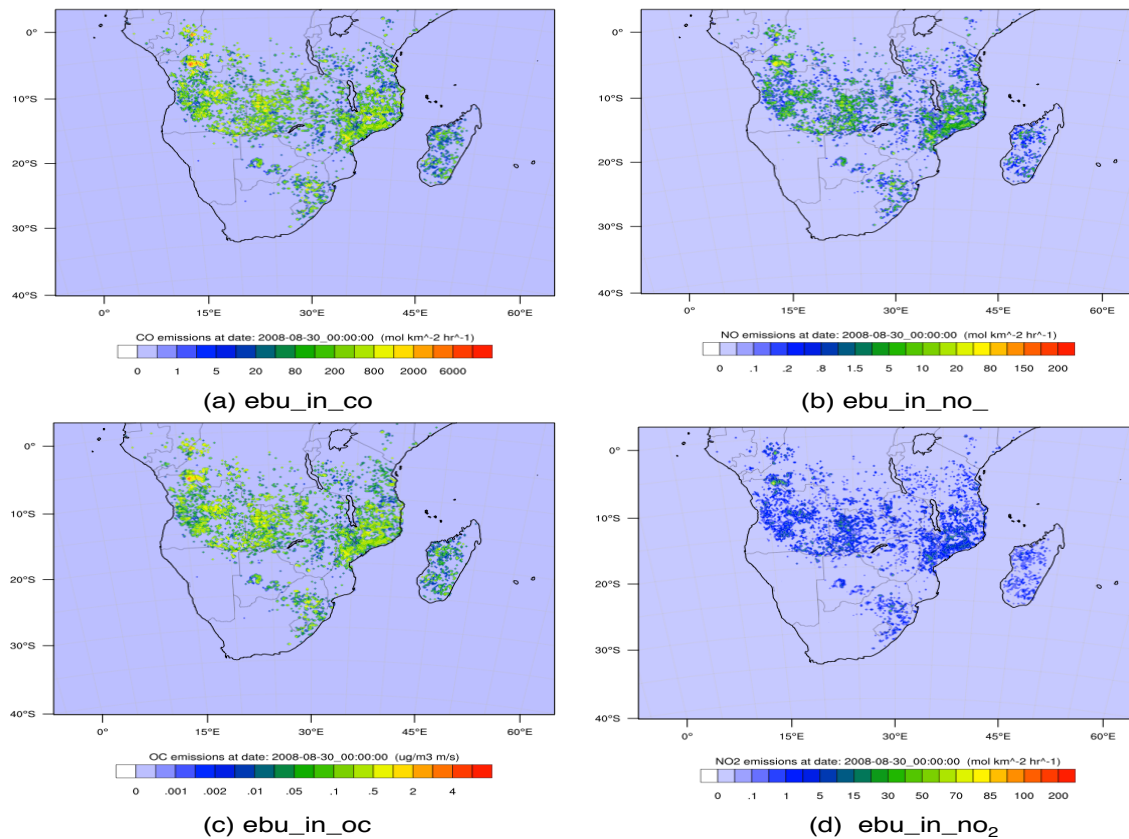 0°
10°S
20°S
30°S
40°S
0° 15°E 30°E 45°E 60°E
CO emissions at date: 2008-08-30_00:00:00 (mol km^-2 hr^-1)
0 1 5 20 80 200 800 2000 6000
(a) ebu_in_co
0°
10°S
20°S
30°S
40°S
0° 15°E 30°E 45°E 60°E
NO emissions at date: 2008-08-30_00:00:00 (mol km^-2 hr^-1)
0 .1 .2 .8 1.5 5 10 20 80 150 200
(b) ebu_in_no_
0°
10°S
20°S
30°S
40°S
0° 15°E 30°E 45°E 60°E
OC emissions at date: 2008-08-30_00:00:00 (ug/m3 m/s)
0 .001 .002 .01 .05 .1 .5 2 4
(c) ebu_in_oc
0°
10°S
20°S
30°S
40°S
0° 15°E 30°E 45°E 60°E
NO2 emissions at date: 2008-08-30_00:00:00 (mol km^-2 hr^-1)
0 .1 1 5 15 30 50 70 85 100 200
(d) ebu_in_no₂